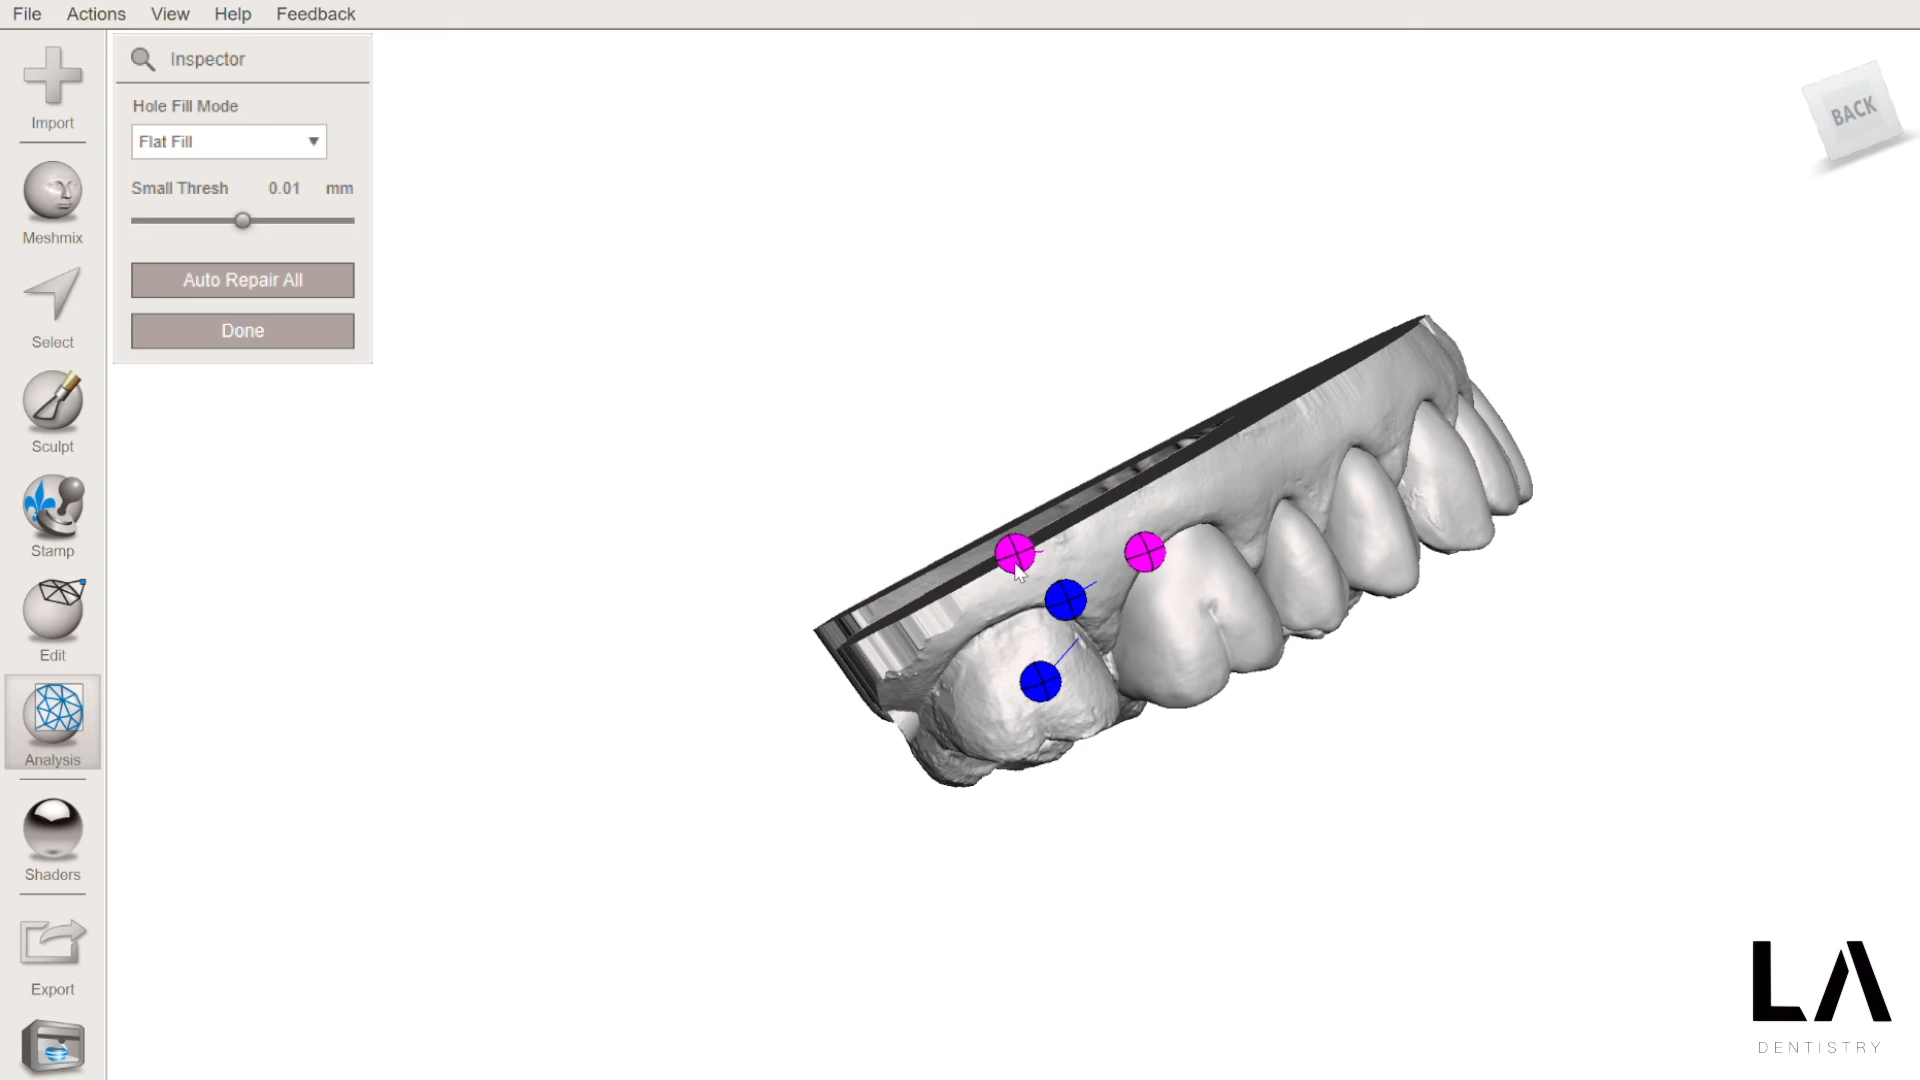 File Actions View Help Feedback
Import
Meshmix
Select
Sculpt
Stamp
Edit
Analysis
Shaders
Export
Inspector
Hole Fill Mode
Flat Fill
Small Thresh 0.01 mm
Auto Repair All
Done
BACK
LA
DENTISTRY